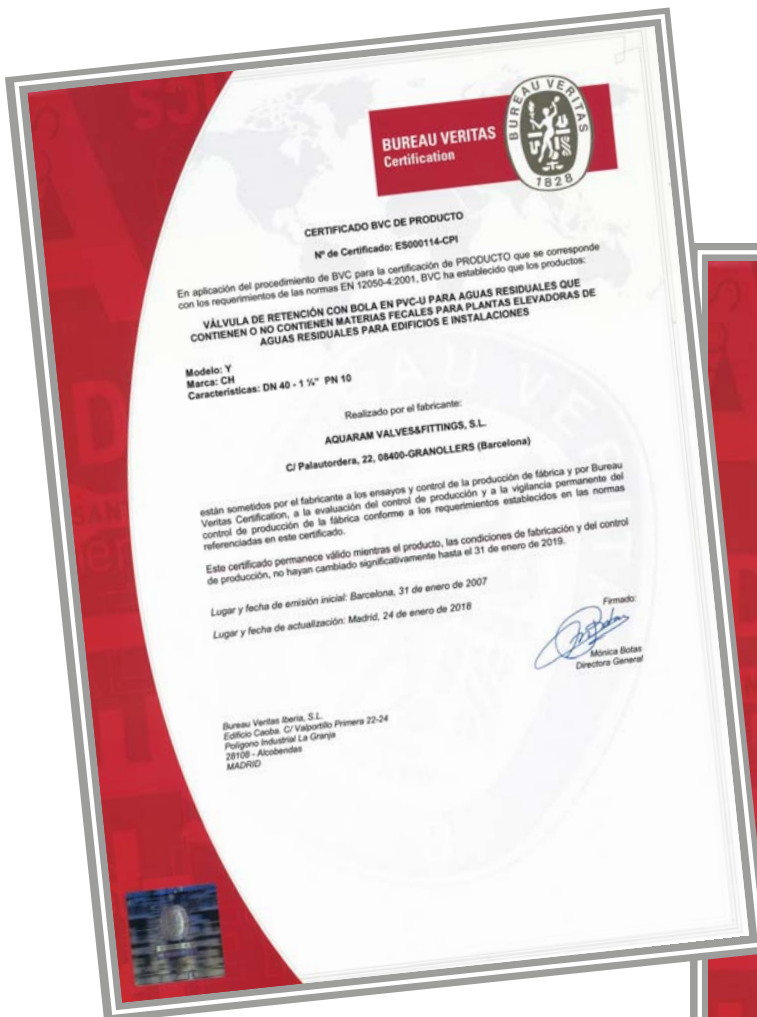 BUREAU VERITAS
Certification
BUREAU VERITAS
1828
CERTIFICADO BVC DE PRODUCTO
Nº de Certificado: ES000114-CPI
En aplicación del procedimiento de BVC para la certificación de PRODUCTO que se corresponde
con los requerimientos de las normas EN 12050-4:2001, BVC ha establecido que los productos:
VÁLVULA DE RETENCIÓN CON BOLA EN PVC-U PARA AGUAS RESIDUALES QUE
CONTIENEN O NO CONTIENEN MATERIAS FECALES PARA PLANTAS ELEVADORAS DE
AGUAS RESIDUALES PARA EDIFICIOS E INSTALACIONES
Modelo: Y
Marca: CH
Características: DN 40 - 1 ¼" PN 10
Realizado por el fabricante:
AQUARAM VALVES&FITTINGS, S.L.
C/ Palautordera, 22, 08400-GRANOLLERS (Barcelona)
están sometidos por el fabricante a los ensayos y control de la producción de fábrica y por Bureau
Veritas Certification, a la evaluación del control de producción y a la vigilancia permanente del
control de producción de la fábrica conforme a los requerimientos establecidos en las normas
referenciadas en este certificado.
Este certificado permanece válido mientras el producto, las condiciones de fabricación y del control
de producción, no hayan cambiado significativamente hasta el 31 de enero de 2019.
Lugar y fecha de emisión inicial: Barcelona, 31 de enero de 2007
Lugar y fecha de actualización: Madrid, 24 de enero de 2018
Firmado:
Mónica Botas
Directora General
Bureau Veritas Iberia, S.L.
Edificio Caoba. C/ Valportillo Primera 22-24
Polígono Industrial La Granja
28108 - Alcobendas
MADRID